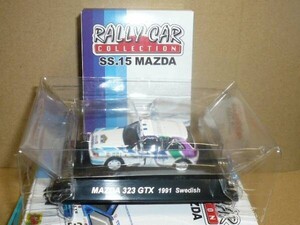 RALLY CAR
COLLECTION
SS.15 MAZDA
MAZDA 323 GTX 1991 Swedish